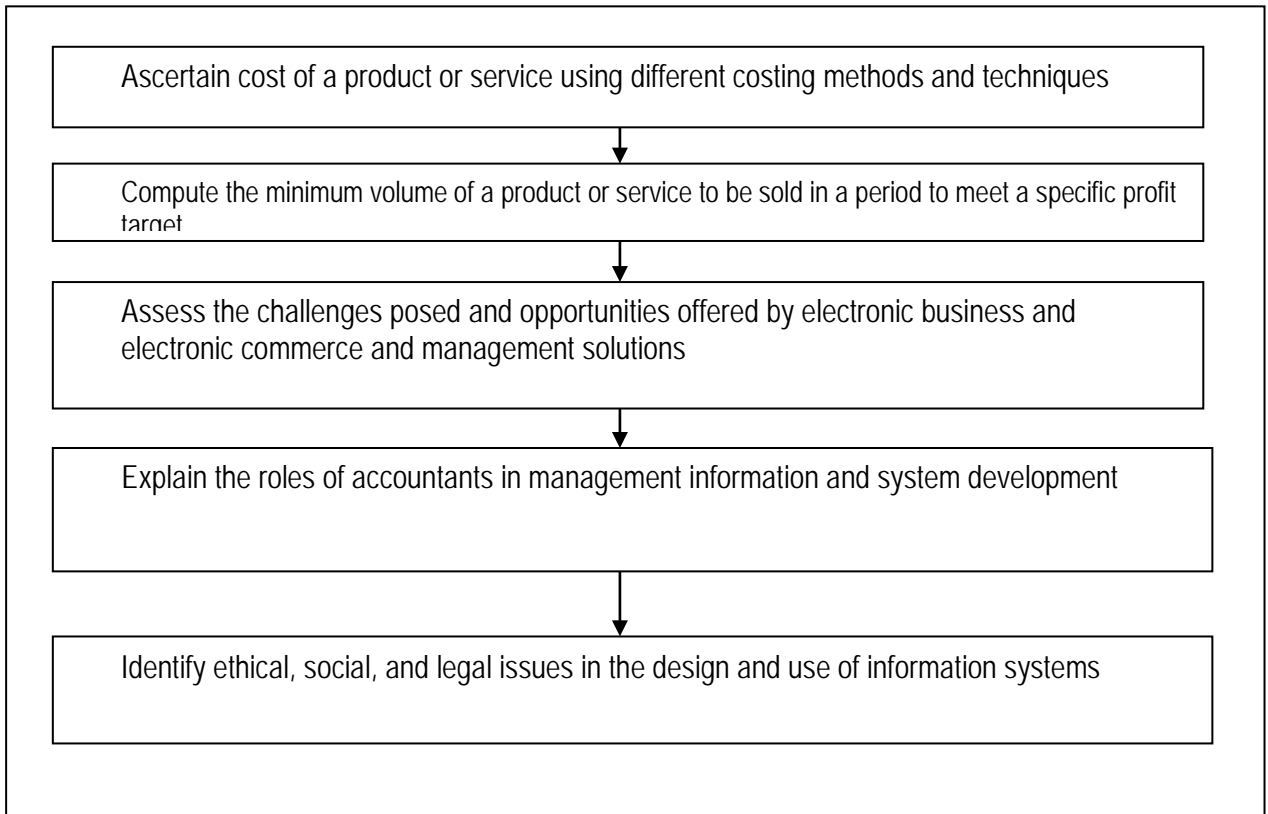 Ascertain cost of a product or service using different costing methods and techniques
Compute the minimum volume of a product or service to be sold in a period to meet a specific profit
target
Assess the challenges posed and opportunities offered by electronic business and
electronic commerce and management solutions
Explain the roles of accountants in management information and system development
Identify ethical, social, and legal issues in the design and use of information systems